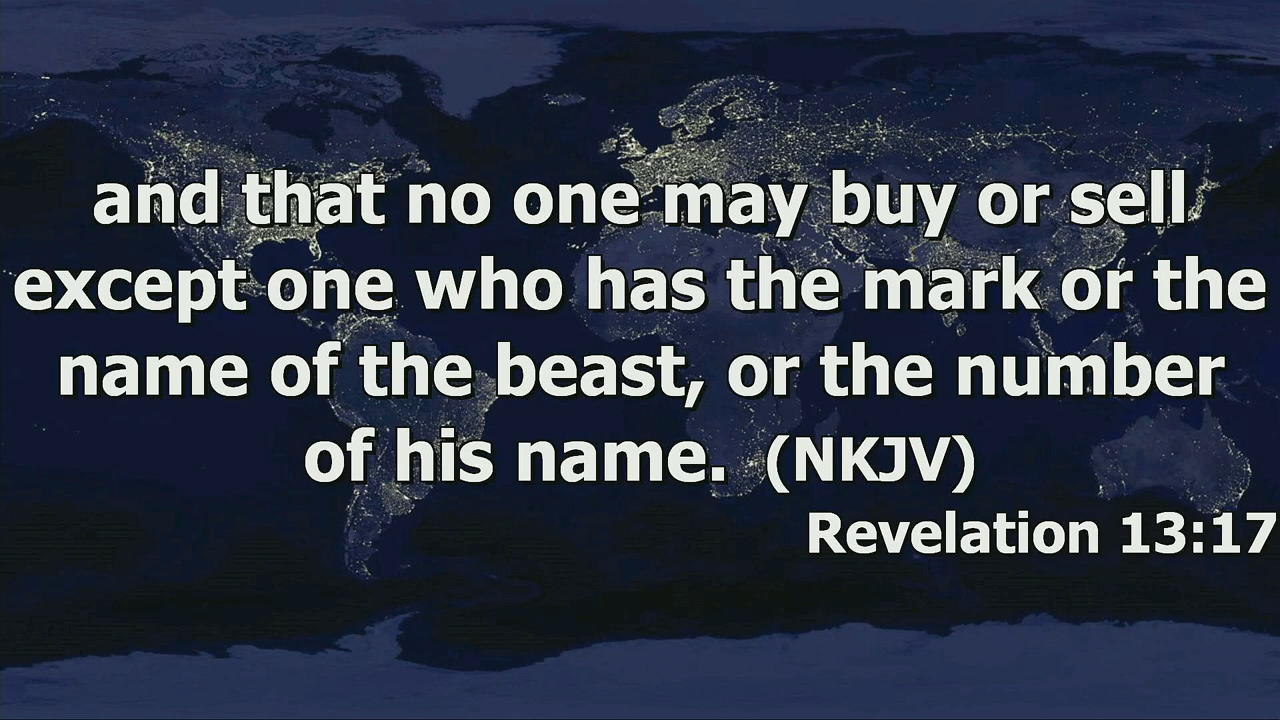 and that no one may buy or sell
except one who has the mark or the
name of the beast, or the number
of his name. (NKJV)
Revelation 13:17